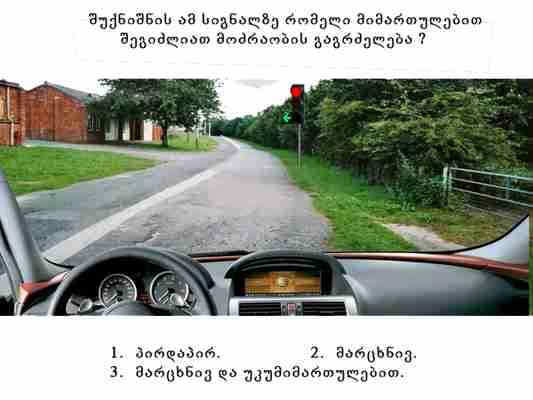 შუქნიშნის ამ სიგნალზე რომელი მიმართულებით
შეგიძლიათ მოძრაობის გაგრძელება ?
1. პირდაპირ. 2. მარცხნივ.
3. მარცხნივ და უკუმიმართულებით.